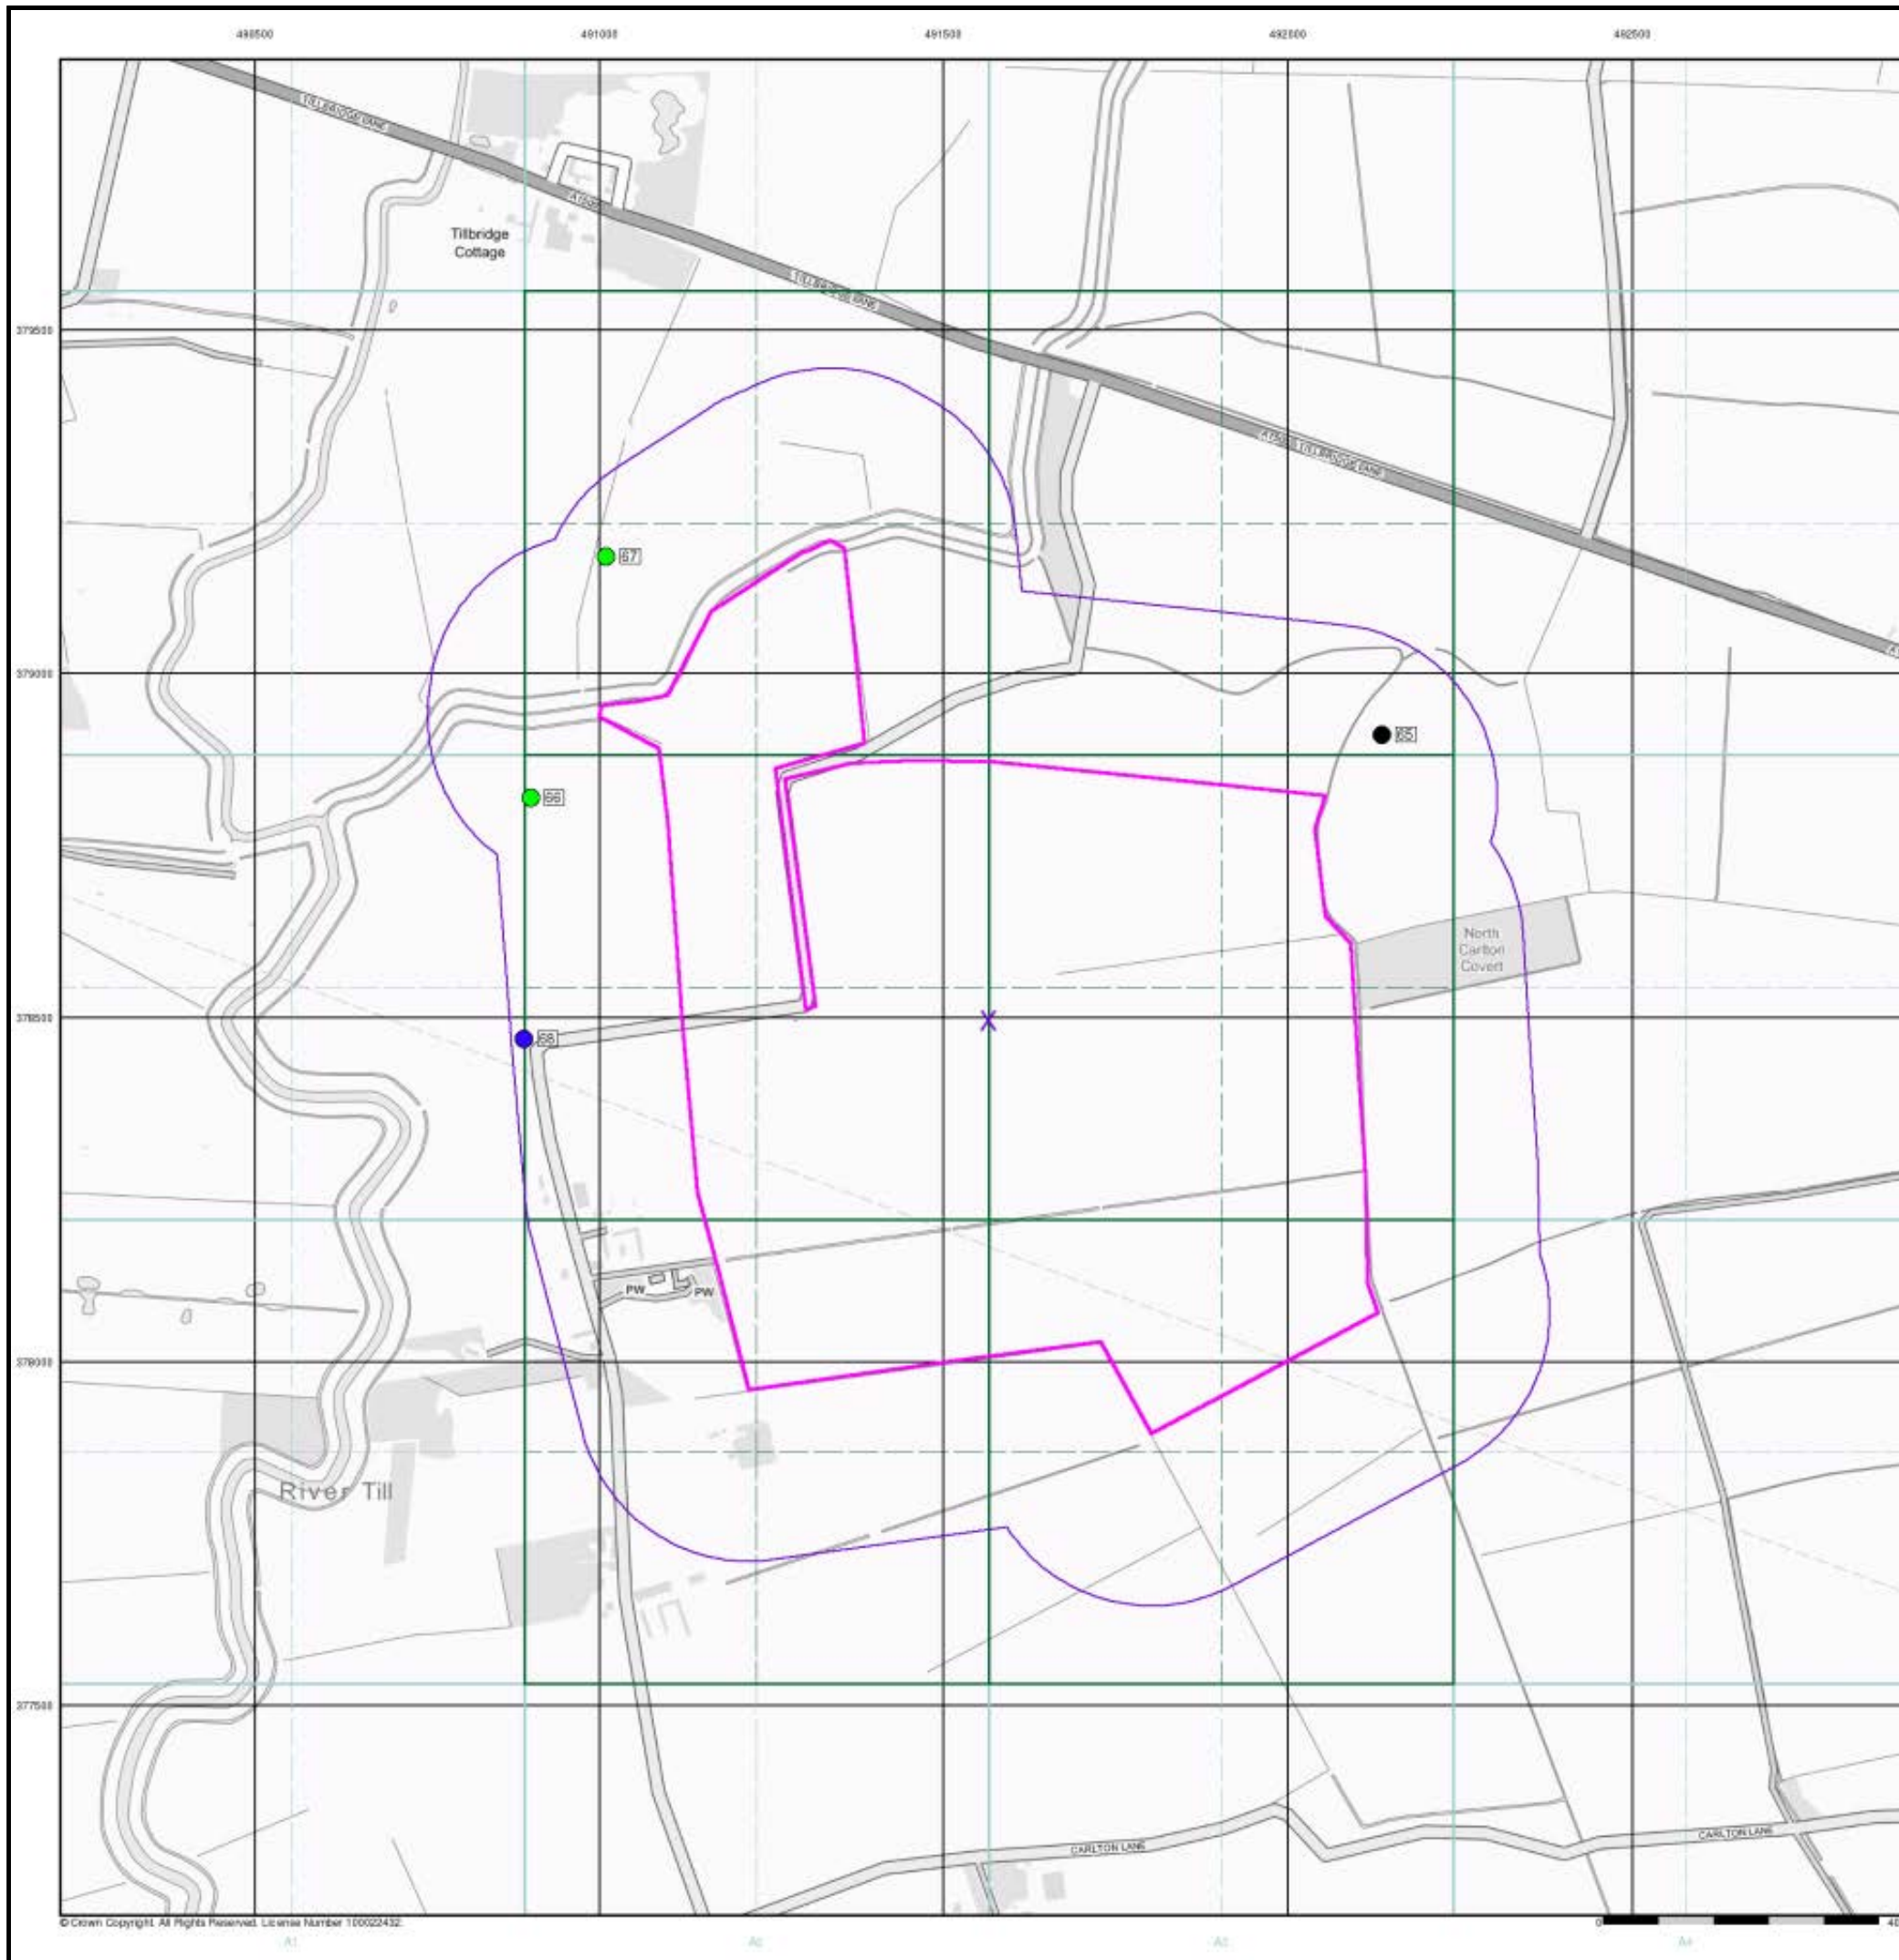 490500 491000 491500 492000 492500
TILLBRIDGE LANE
A1500
Tillbridge
Cottage
TILLBRIDGE LANE
379500
A1500 TILLBRIDGE LANE
67
379000
65
66
North
Carlton
Covert
378500
68
PW
PW
378000
River Till
377500
CARLTON LANE
CARLTON LANE
© Crown Copyright. All Rights Reserved. License Number 100022432.
0
A1 A2 A3 A4